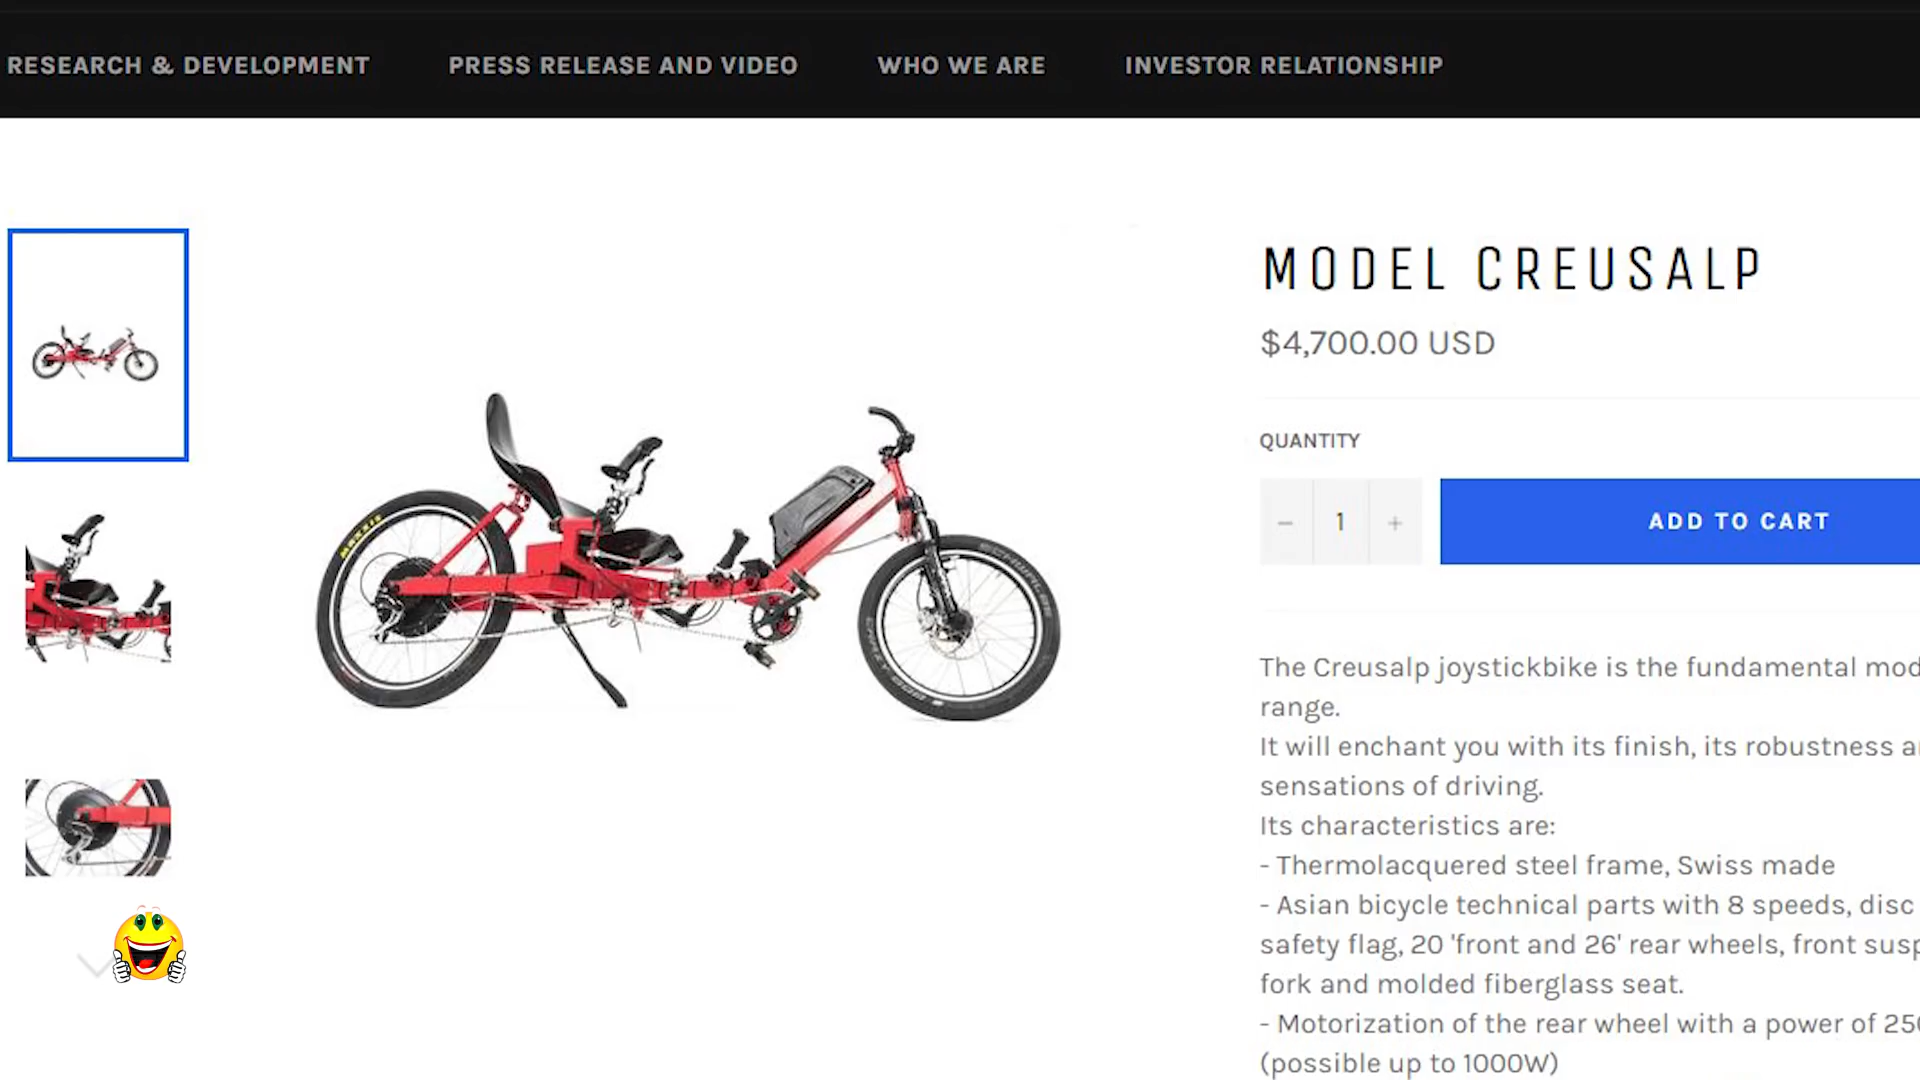 RESEARCH & DEVELOPMENT PRESS RELEASE AND VIDEO WHO WE ARE INVESTOR RELATIONSHIP
MODEL CREUSALP
$4,700.00 USD
QUANTITY
− 1 + ADD TO CART
The Creusalp joystickbike is the fundamental mod
range.
It will enchant you with its finish, its robustness a
sensations of driving.
Its characteristics are:
- Thermolacquered steel frame, Swiss made
- Asian bicycle technical parts with 8 speeds, disc
safety flag, 20 'front and 26' rear wheels, front susp
fork and molded fiberglass seat.
- Motorization of the rear wheel with a power of 250
(possible up to 1000W)
MAXXIS